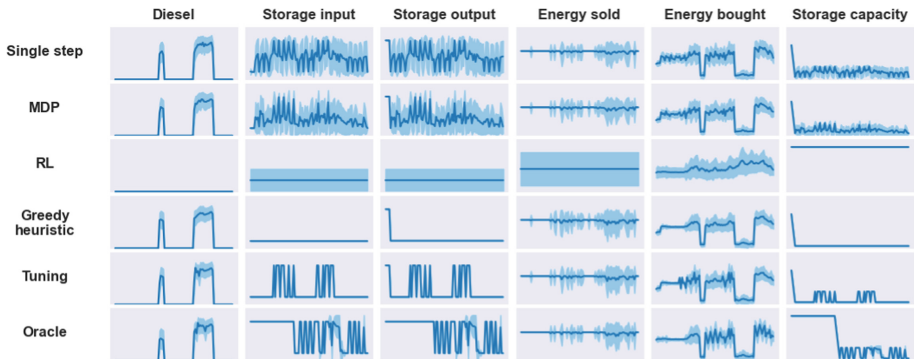 Diesel Storage input Storage output Energy sold Energy bought Storage capacity
Single step
MDP
RL
Greedy
heuristic
Tuning
Oracle